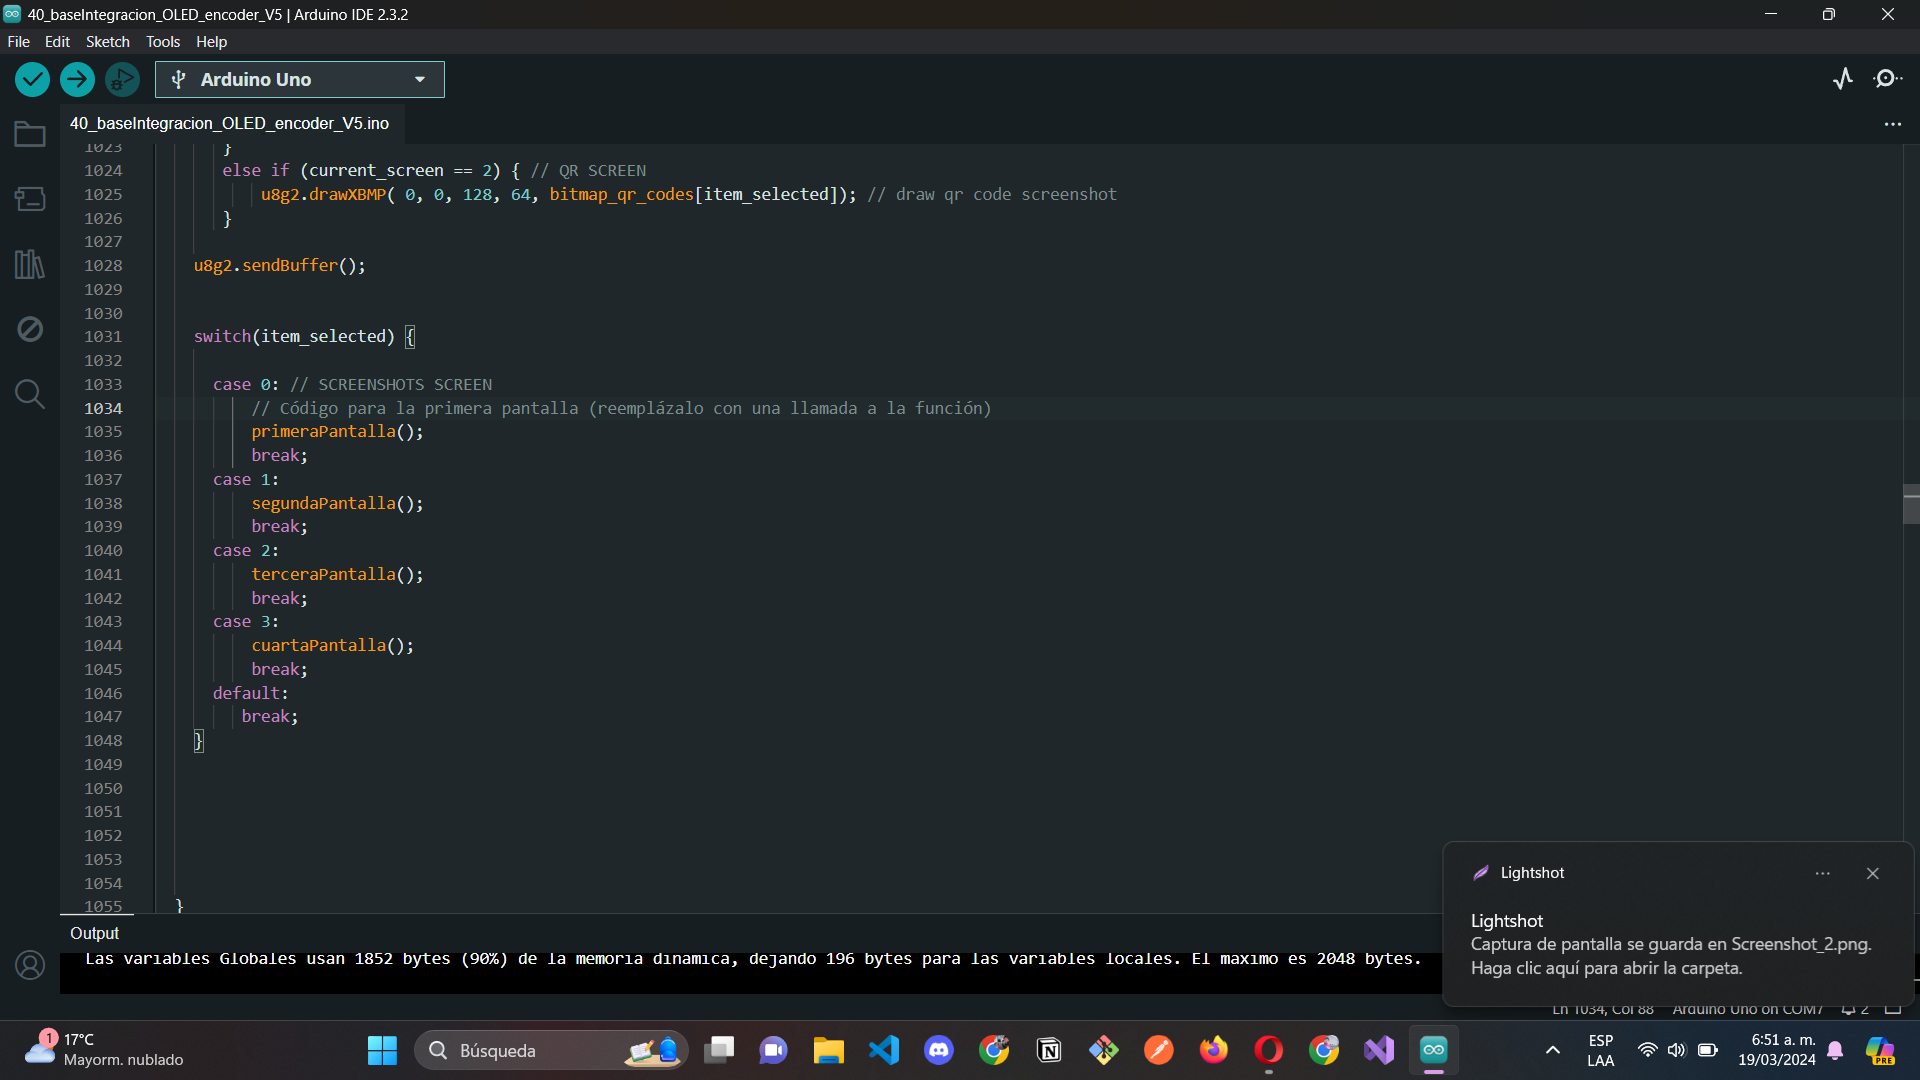 40_baseIntegracion_OLED_encoder_V5 | Arduino IDE 2.3.2
File Edit Sketch Tools Help
Arduino Uno
40_baseIntegracion_OLED_encoder_V5.ino
1023 }
1024 else if (current_screen == 2) { // QR SCREEN
1025 u8g2.drawXBMP( 0, 0, 128, 64, bitmap_qr_codes[item_selected]); // draw qr code screenshot
1026 }
1027
1028 u8g2.sendBuffer();
1029
1030
1031 switch(item_selected) {
1032
1033 case 0: // SCREENSHOTS SCREEN
1034 // Código para la primera pantalla (reemplázalo con una llamada a la función)
1035 primeraPantalla();
1036 break;
1037 case 1:
1038 segundaPantalla();
1039 break;
1040 case 2:
1041 terceraPantalla();
1042 break;
1043 case 3:
1044 cuartaPantalla();
1045 break;
1046 default:
1047 break;
1048 }
1049
1050
1051
1052
1053
1054
1055 }
Output
Las variables Globales usan 1852 bytes (90%) de la memoria dinamica, dejando 196 bytes para las variables locales. El maximo es 2048 bytes.
Lightshot
Lightshot
Captura de pantalla se guarda en Screenshot_2.png.
Haga clic aquí para abrir la carpeta.
Ln 1034, Col 88 Arduino Uno on COM7 2
1
17°C
Mayorm. nublado
Búsqueda
ESP
LAA
6:51 a. m.
19/03/2024
PRE